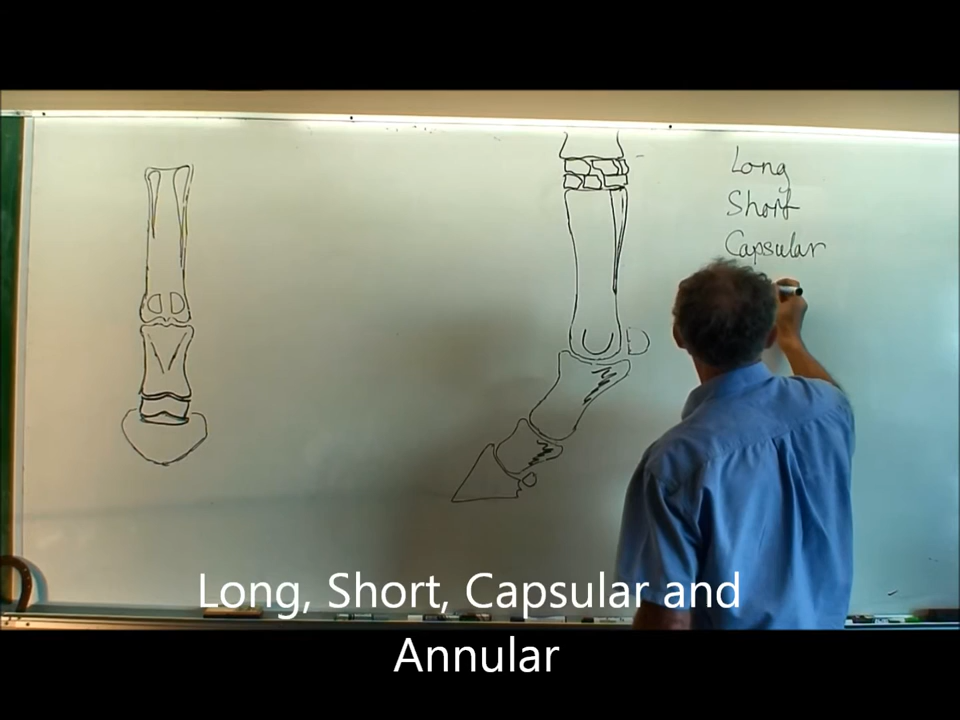 Long
Short
Capsular
Long, Short, Capsular and
Annular